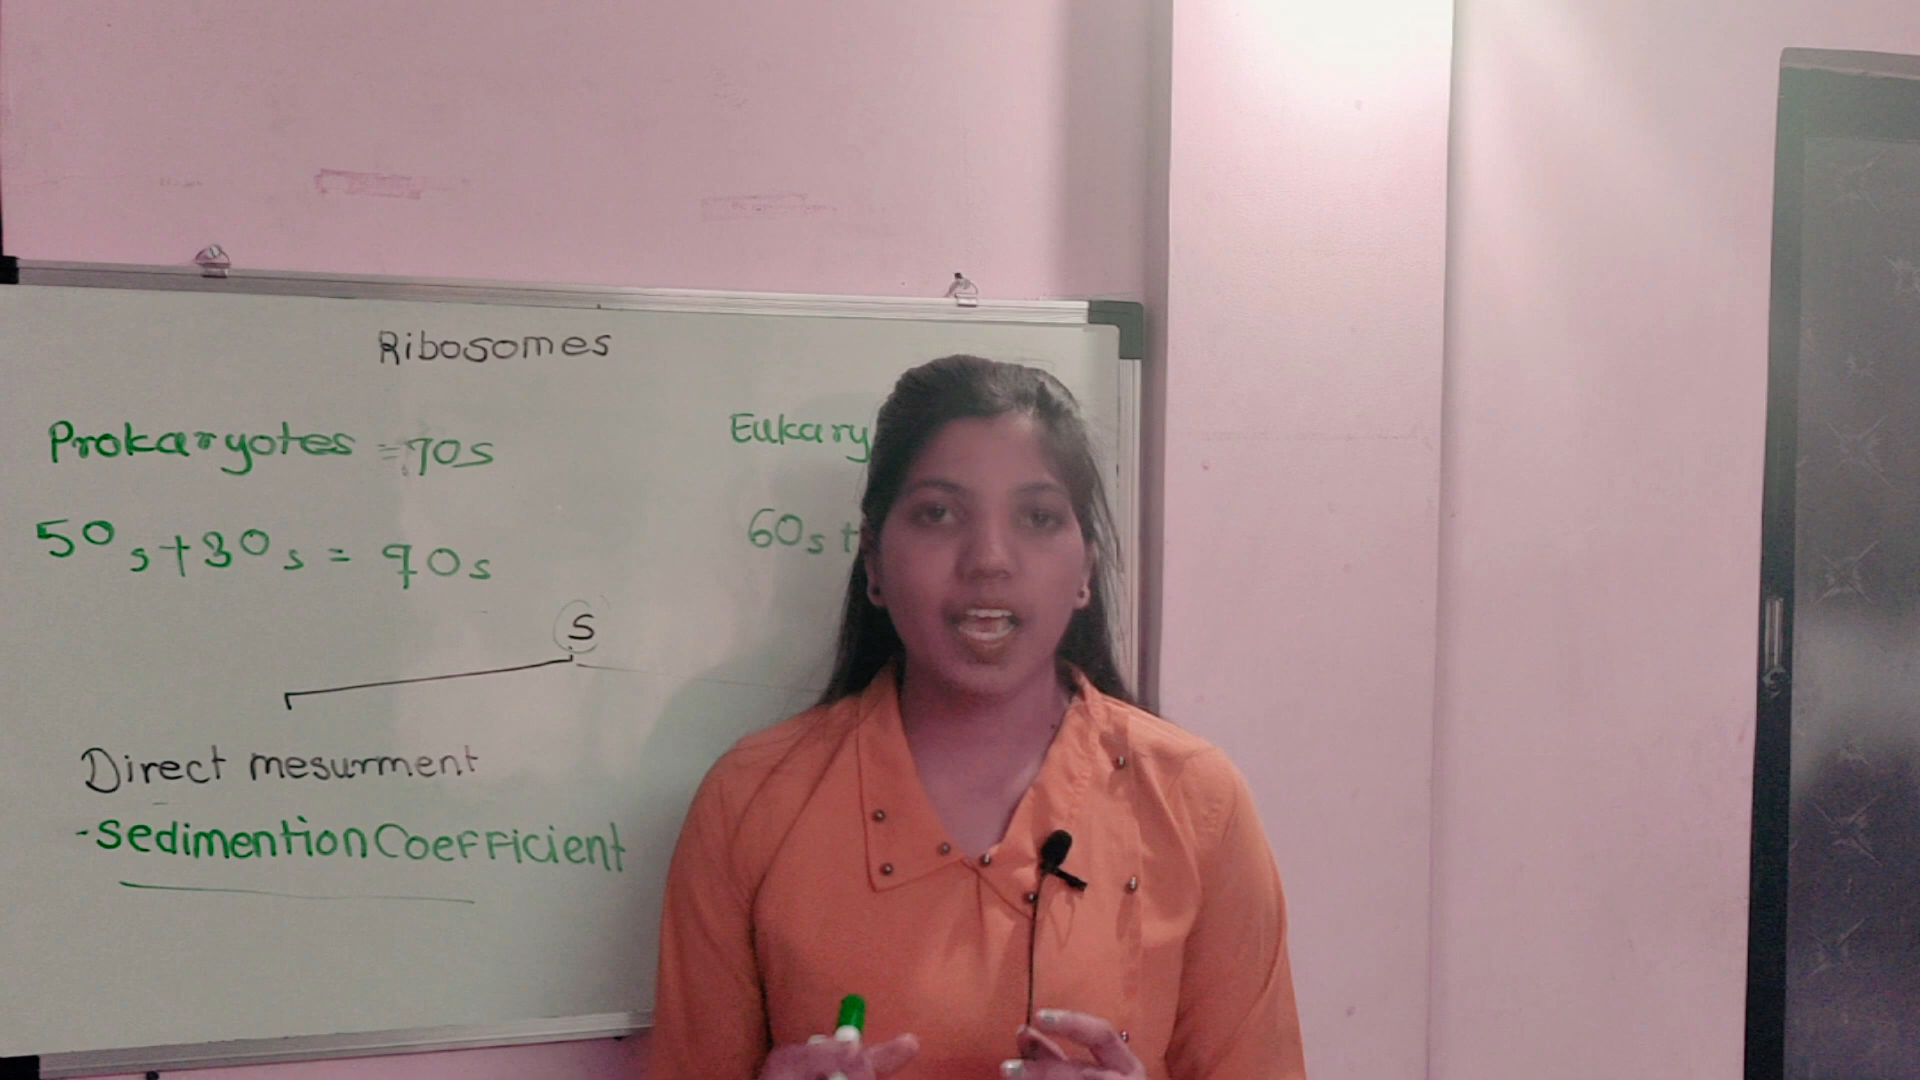 Ribosomes
Prokaryotes = 70s
Eukary
50s + 30s = 70s
60s +
S
Direct mesurment
- Sedimention Coefficient